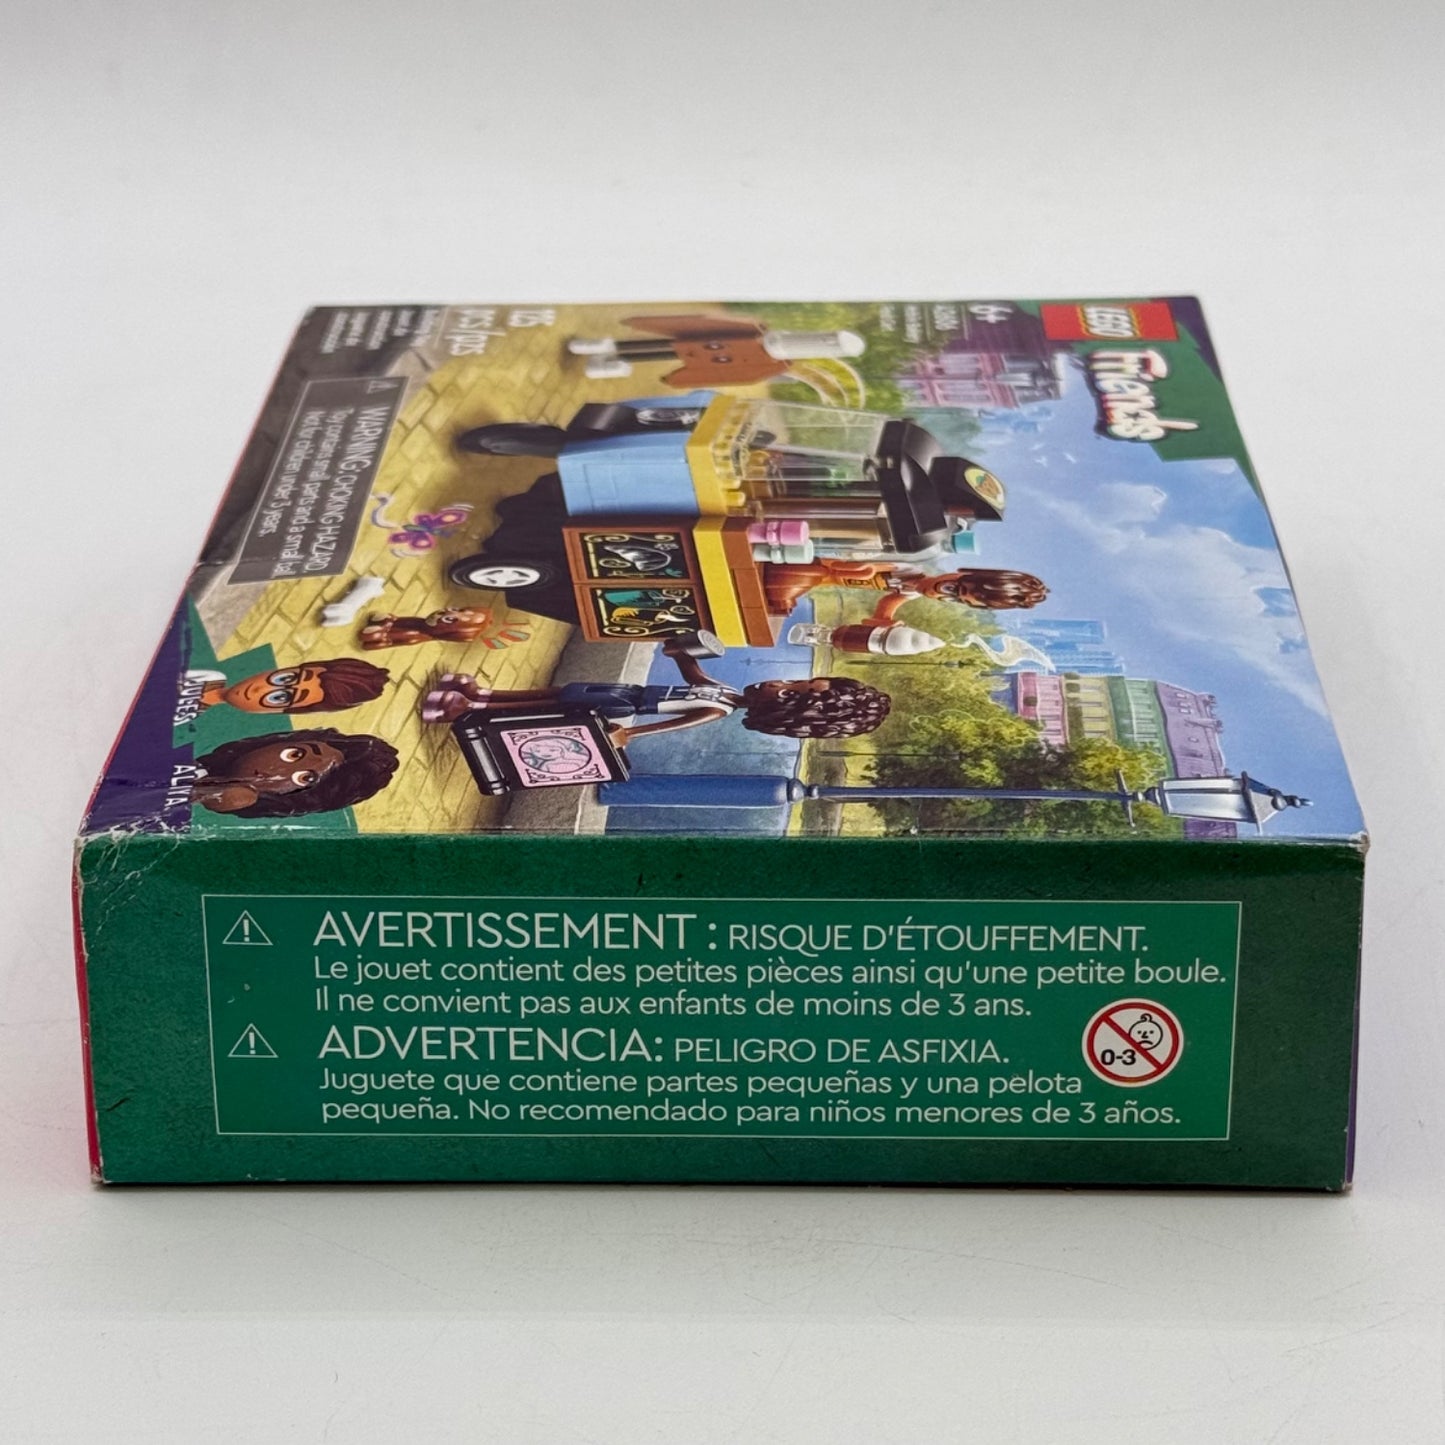 LEGO
Friends
6+
125
pcs/pzs
WARNING: CHOKING HAZARD.
Toy contains small parts and a small ball.
Not for children under 3 years.
ALIYA
AVERTISSEMENT : RISQUE D'ÉTOUFFEMENT.
Le jouet contient des petites pièces ainsi qu'une petite boule.
Il ne convient pas aux enfants de moins de 3 ans.
ADVERTENCIA: PELIGRO DE ASFIXIA.
Juguete que contiene partes pequeñas y una pelota
pequeña. No recomendado para niños menores de 3 años.
0-3